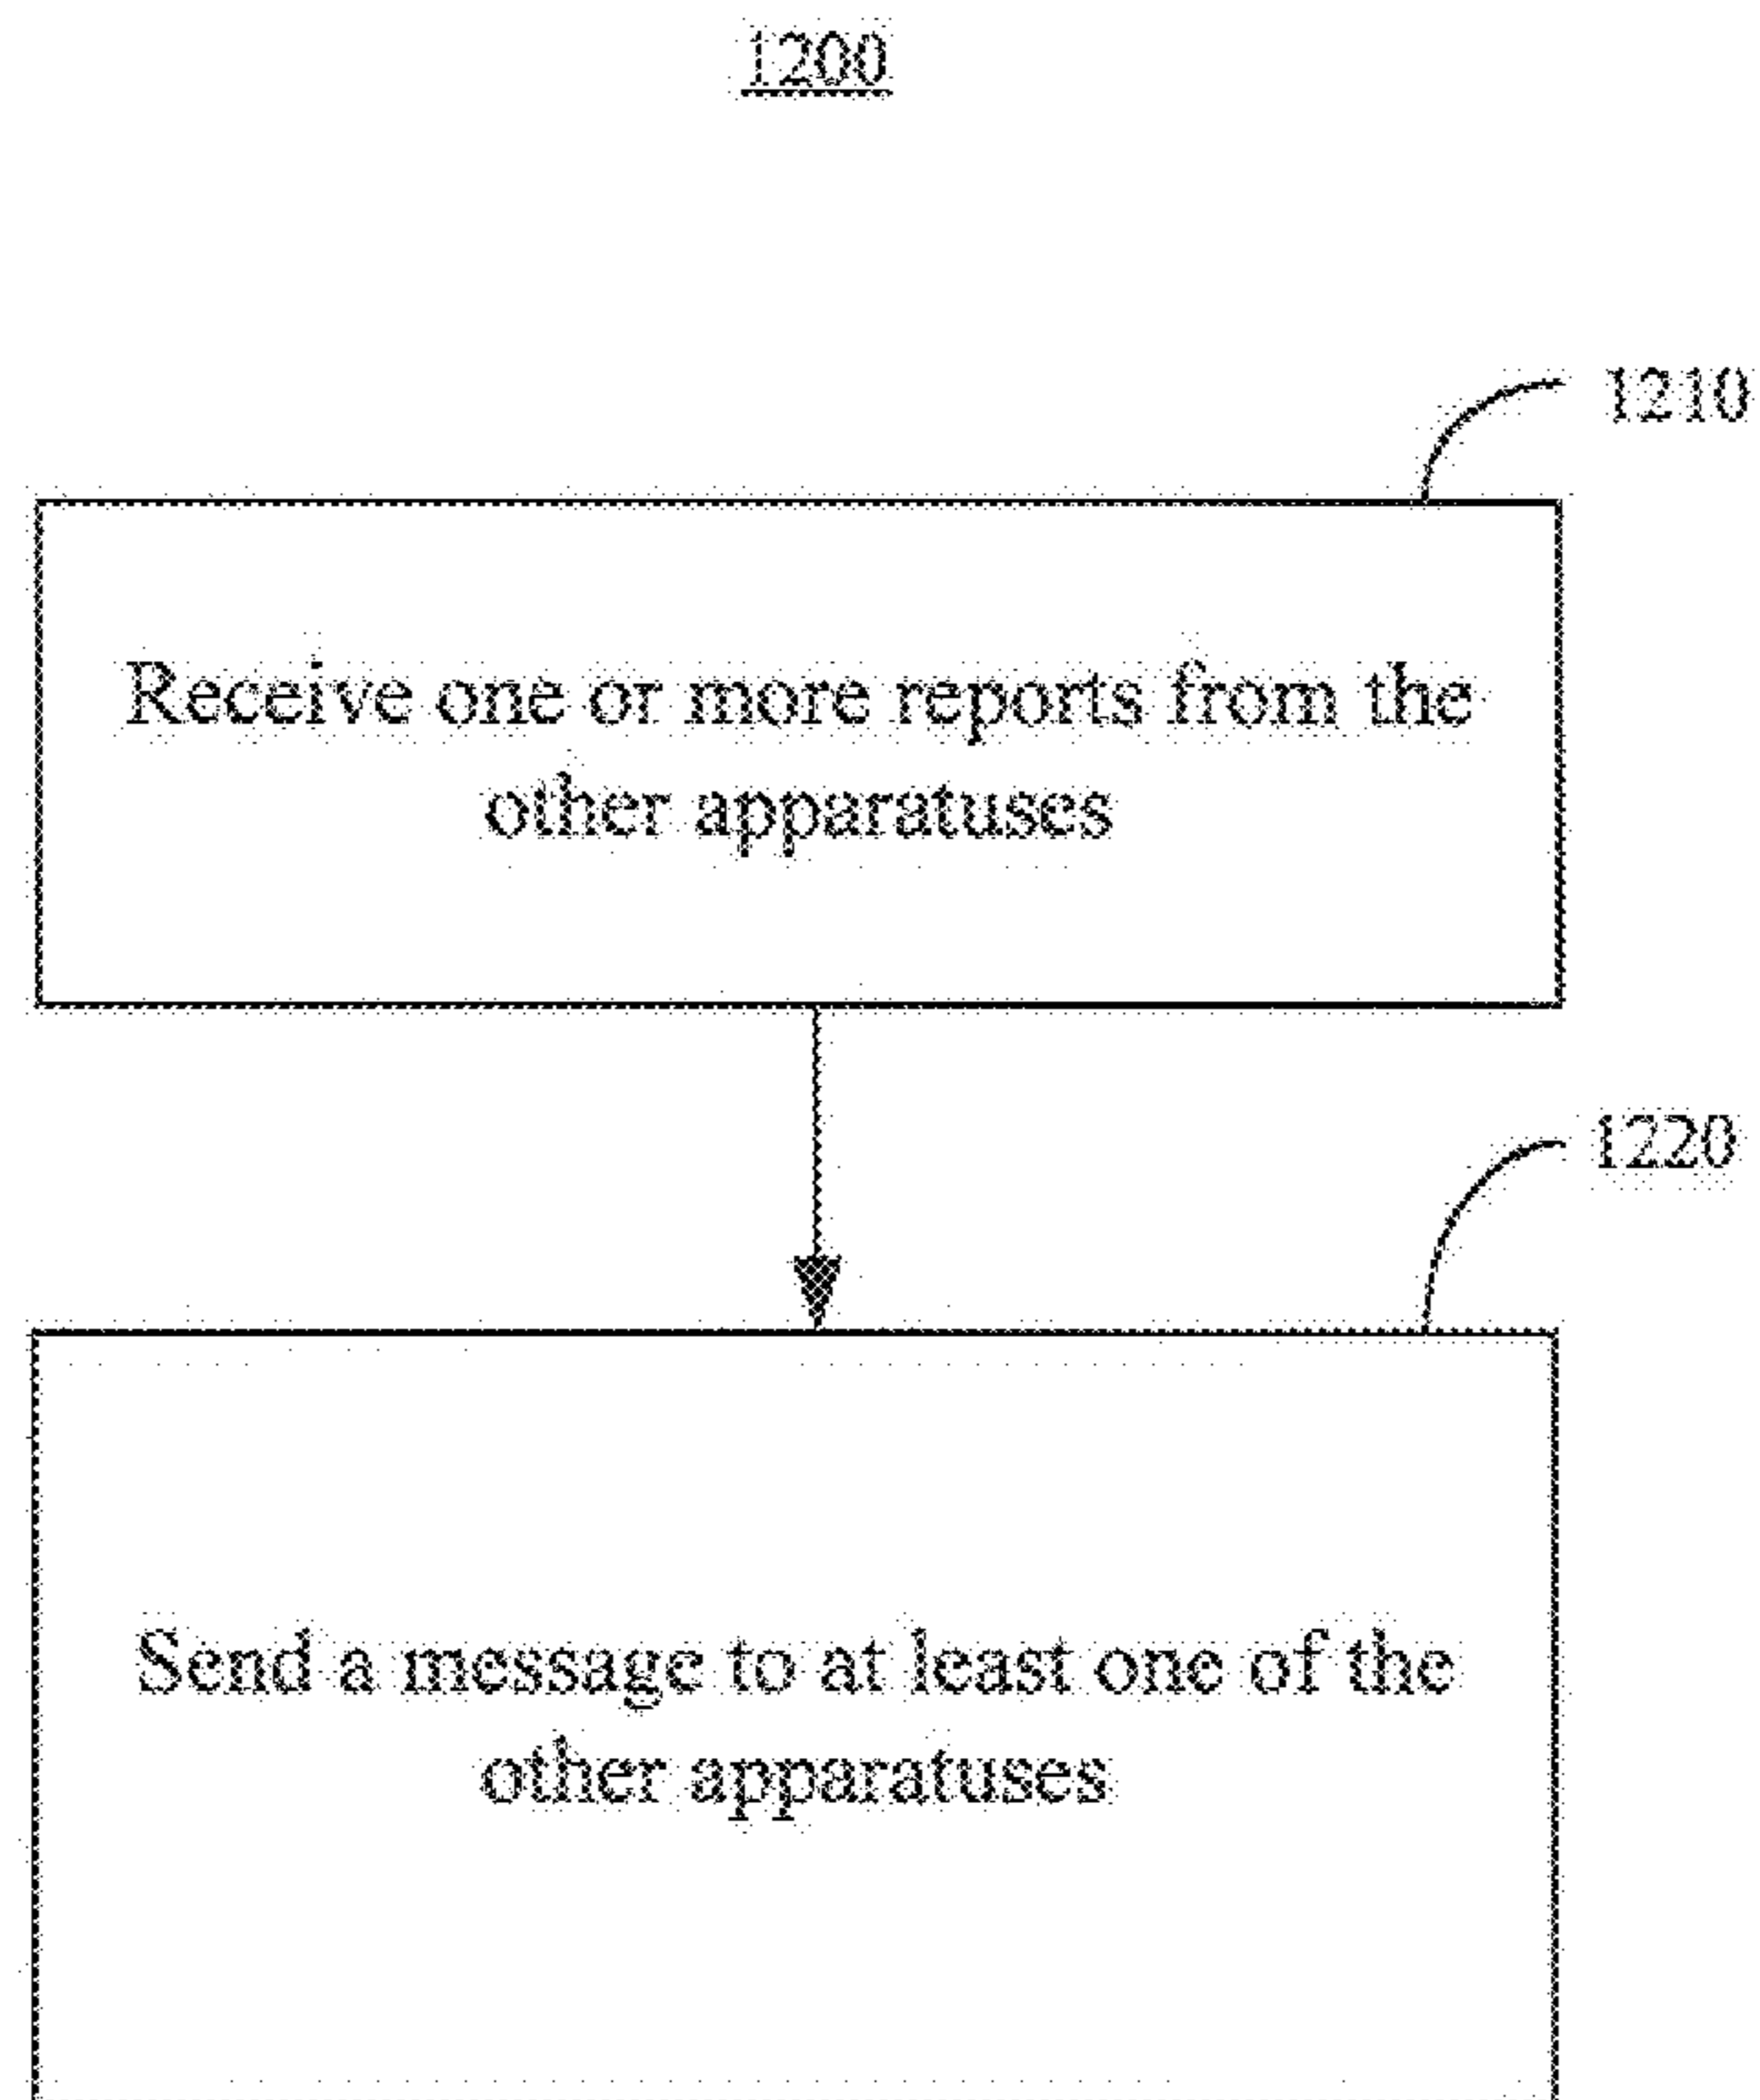 1200
1210
Receive one or more reports from the
other apparatuses
1220
Send a message to at least one of the
other apparatuses